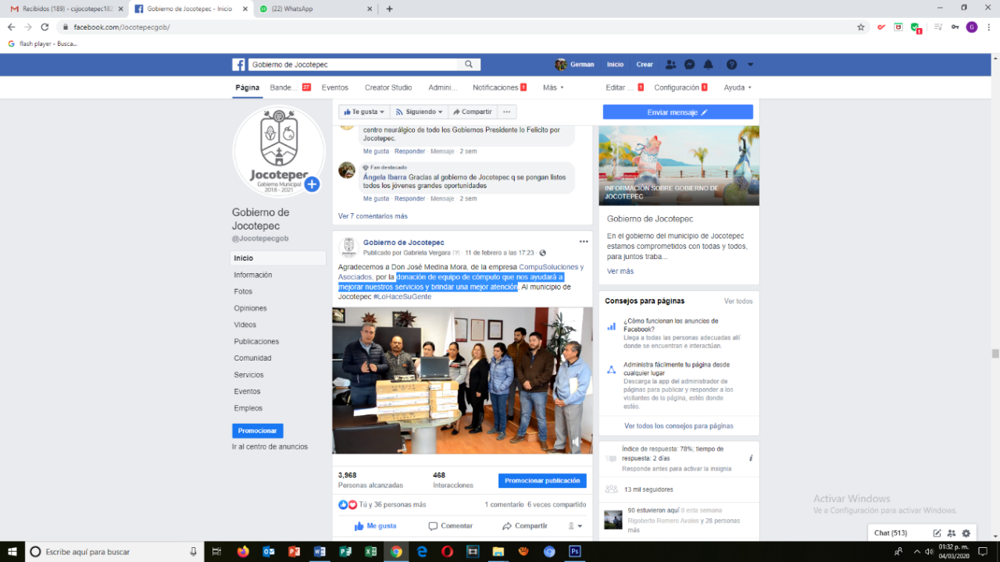 Recibidos (189) - csjocotepec182
Gobierno de Jocotepec - Inicio
(22) WhatsApp
facebook.com/Jocotepecgob/
flash player - Busca...
Gobierno de Jocotepec
German Inicio Crear
Página Bande... 27 Eventos Creator Studio Admini... Notificaciones 1 Más Editar ... 1 Configuración 1 Ayuda
Te gusta Siguiendo Compartir ...
Enviar mensaje
Jocotepec
Gobierno Municipal
2018 - 2021
Gobierno de
Jocotepec
@Jocotepecgob
Inicio
Información
Fotos
Opiniones
Videos
Publicaciones
Comunidad
Servicios
Eventos
Empleos
Promocionar
Ir al centro de anuncios
centro neurálgico de todo los Gobiernos Presidente lo Felicito por
Jocotepec.
Me gusta · Responder · Mensaje · 2 sem
Fan destacado
Ángela Ibarra Gracias al gobierno de Jocotepec q se pongan listos
todos los jóvenes grandes oportunidades
Me gusta · Responder · Mensaje · 2 sem
Ver 7 comentarios más
Gobierno de Jocotepec
Publicado por Gabriela Vergara [?] · 11 de febrero a las 17:23 ·
Agradecemos a Don José Medina Mora, de la empresa CompuSoluciones y
Asociados, por la donación de equipo de cómputo que nos ayudará a
mejorar nuestros servicios y brindar una mejor atención. Al municipio de
Jocotepec #LoHaceSuGente
3,968 468
Personas alcanzadas Interacciones
Promocionar publicación
Tú y 36 personas más 1 comentario 6 veces compartido
Me gusta Comentar Compartir
INFORMACIÓN SOBRE GOBIERNO DE
JOCOTEPEC
Gobierno de Jocotepec
En el gobierno del municipio de Jocotepec
estamos comprometidos con todas y todos,
para juntos traba...
Ver más
Consejos para páginas Ver todos
¿Cómo funcionan los anuncios de
Facebook?
Llega a todas las personas adecuadas allí
donde se encuentran e interactúan.
Administra fácilmente tu página desde
cualquier lugar
Descarga la app del administrador de
páginas para publicar y responder a los
visitantes de la página, estés donde
estés.
Ver todos los consejos para páginas
Índice de respuesta: 78%; tiempo de
respuesta: 2 días
Responde antes para activar la insignia
13 mil seguidores
90 estuvieron aquí 0 esta semana
Rigoberto Romero Avalos y 28 personas
más
Activar Windows
Ve a Configuración para activar Windows.
Chat (513)
Escribe aquí para buscar
01:32 p. m.
04/03/2020